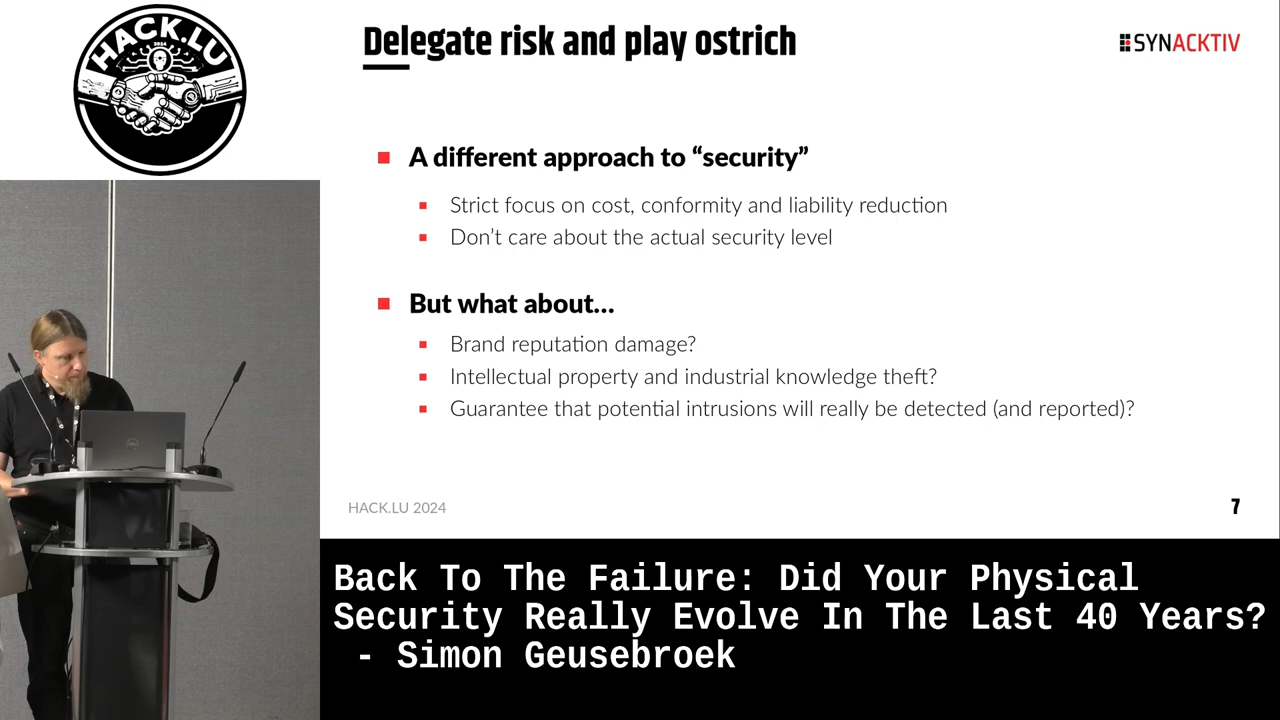 HACK.LU
2024
Delegate risk and play ostrich
SYNACKTIV
A different approach to “security”
Strict focus on cost, conformity and liability reduction
Don’t care about the actual security level
But what about...
Brand reputation damage?
Intellectual property and industrial knowledge theft?
Guarantee that potential intrusions will really be detected (and reported)?
HACK.LU 2024
7
Back To The Failure: Did Your Physical
Security Really Evolve In The Last 40 Years?
- Simon Geusebroek